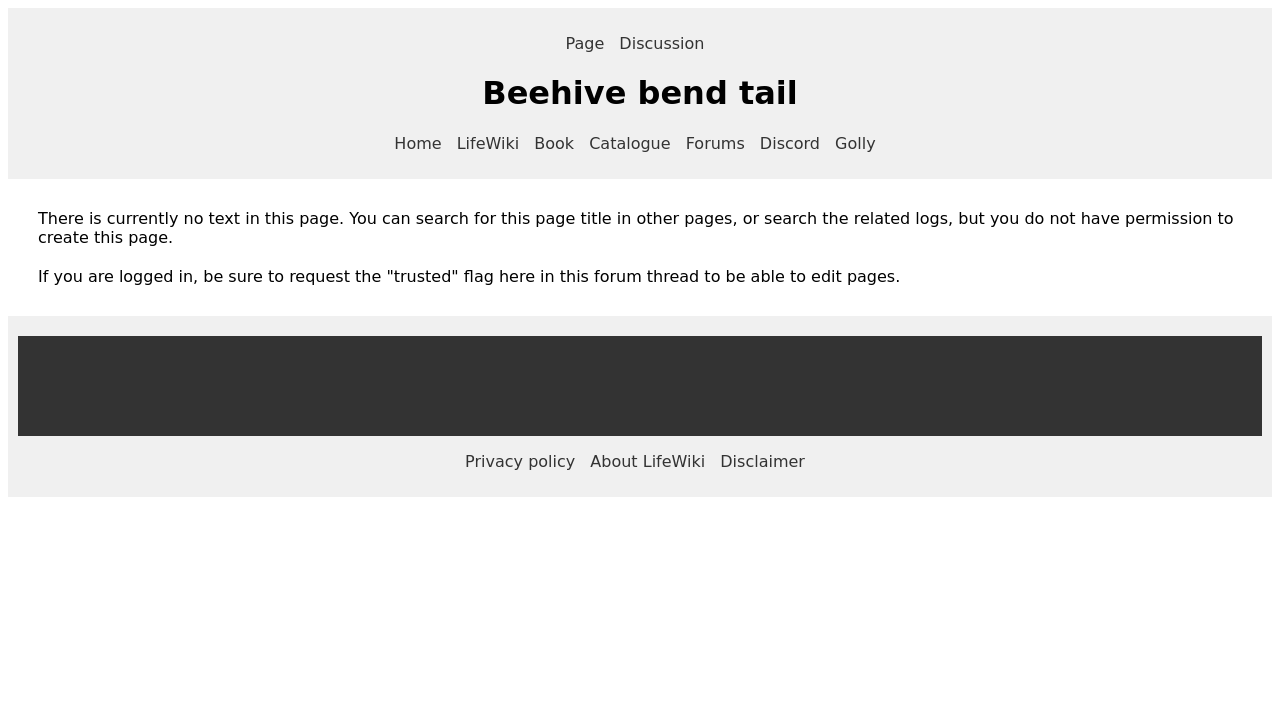 Page Discussion
Beehive bend tail
Home LifeWiki Book Catalogue Forums Discord Golly
There is currently no text in this page. You can search for this page title in other pages, or search the related logs, but you do not have permission to
create this page.
If you are logged in, be sure to request the "trusted" flag here in this forum thread to be able to edit pages.
Privacy policy About LifeWiki Disclaimer